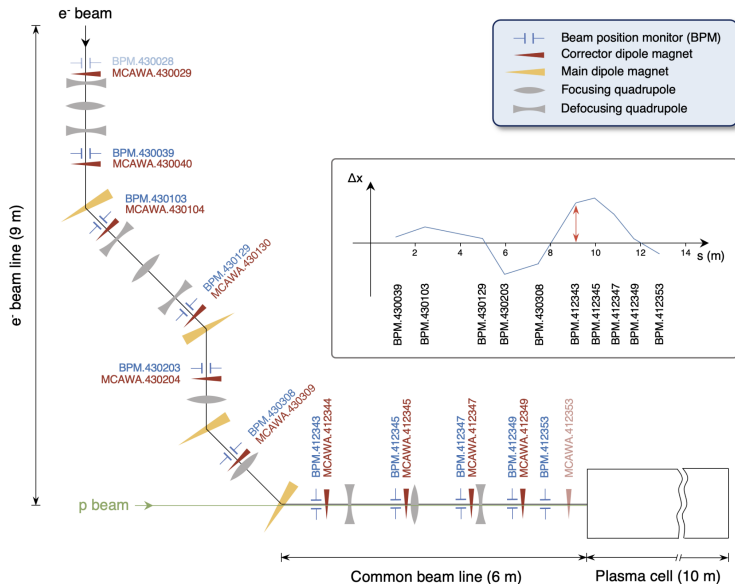 e⁻ beam
BPM.430028
MCAWA.430029
BPM.430039
MCAWA.430040
BPM.430103
MCAWA.430104
BPM.430129
MCAWA.430130
BPM.430203
MCAWA.430204
BPM.430308
MCAWA.430309
e⁻ beam line (9 m)
p beam
BPM.412343
MCAWA.412344
BPM.412345
MCAWA.412345
BPM.412347
MCAWA.412347
BPM.412349
MCAWA.412349
BPM.412353
MCAWA.412353
Common beam line (6 m)
Plasma cell (10 m)
Beam position monitor (BPM)
Corrector dipole magnet
Main dipole magnet
Focusing quadrupole
Defocusing quadrupole
Δx
2 4 6 8 10 12 14
s (m)
BPM.430039
BPM.430103
BPM.430129
BPM.430203
BPM.430308
BPM.412343
BPM.412345
BPM.412347
BPM.412349
BPM.412353